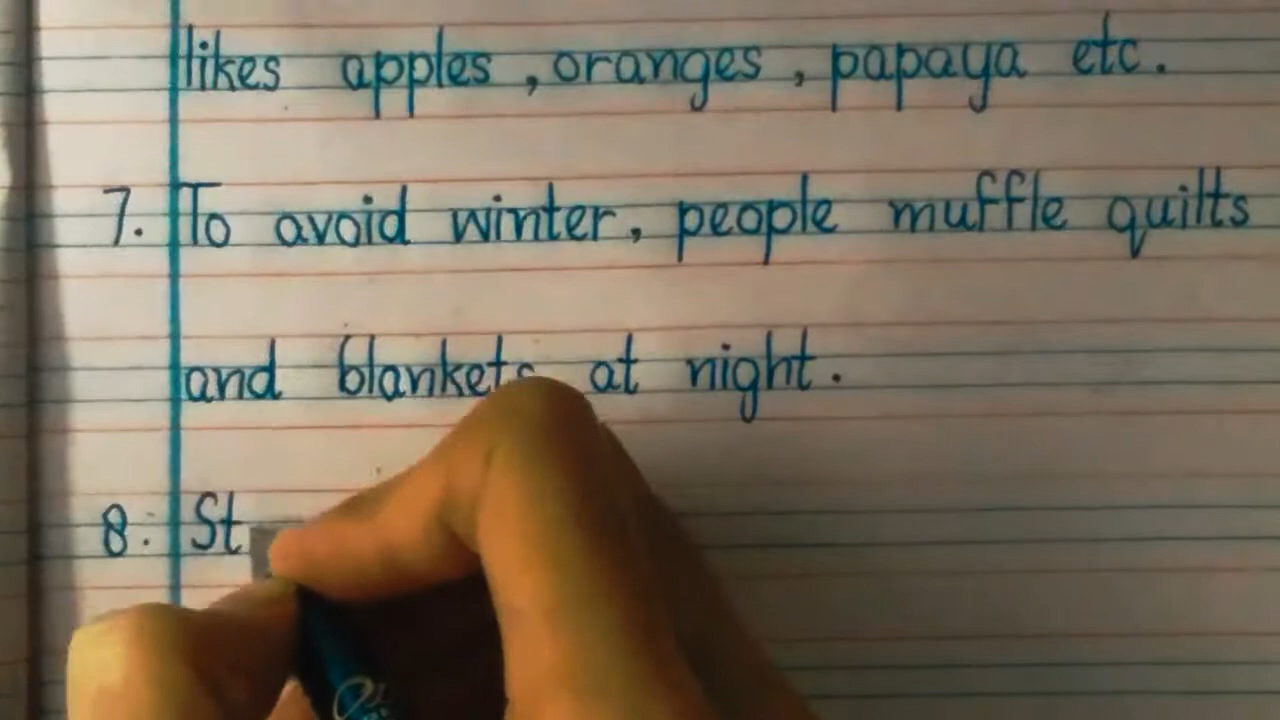 likes apples , oranges , papaya etc.
7. To avoid winter, people muffle quilts
and blankets at night.
8. St